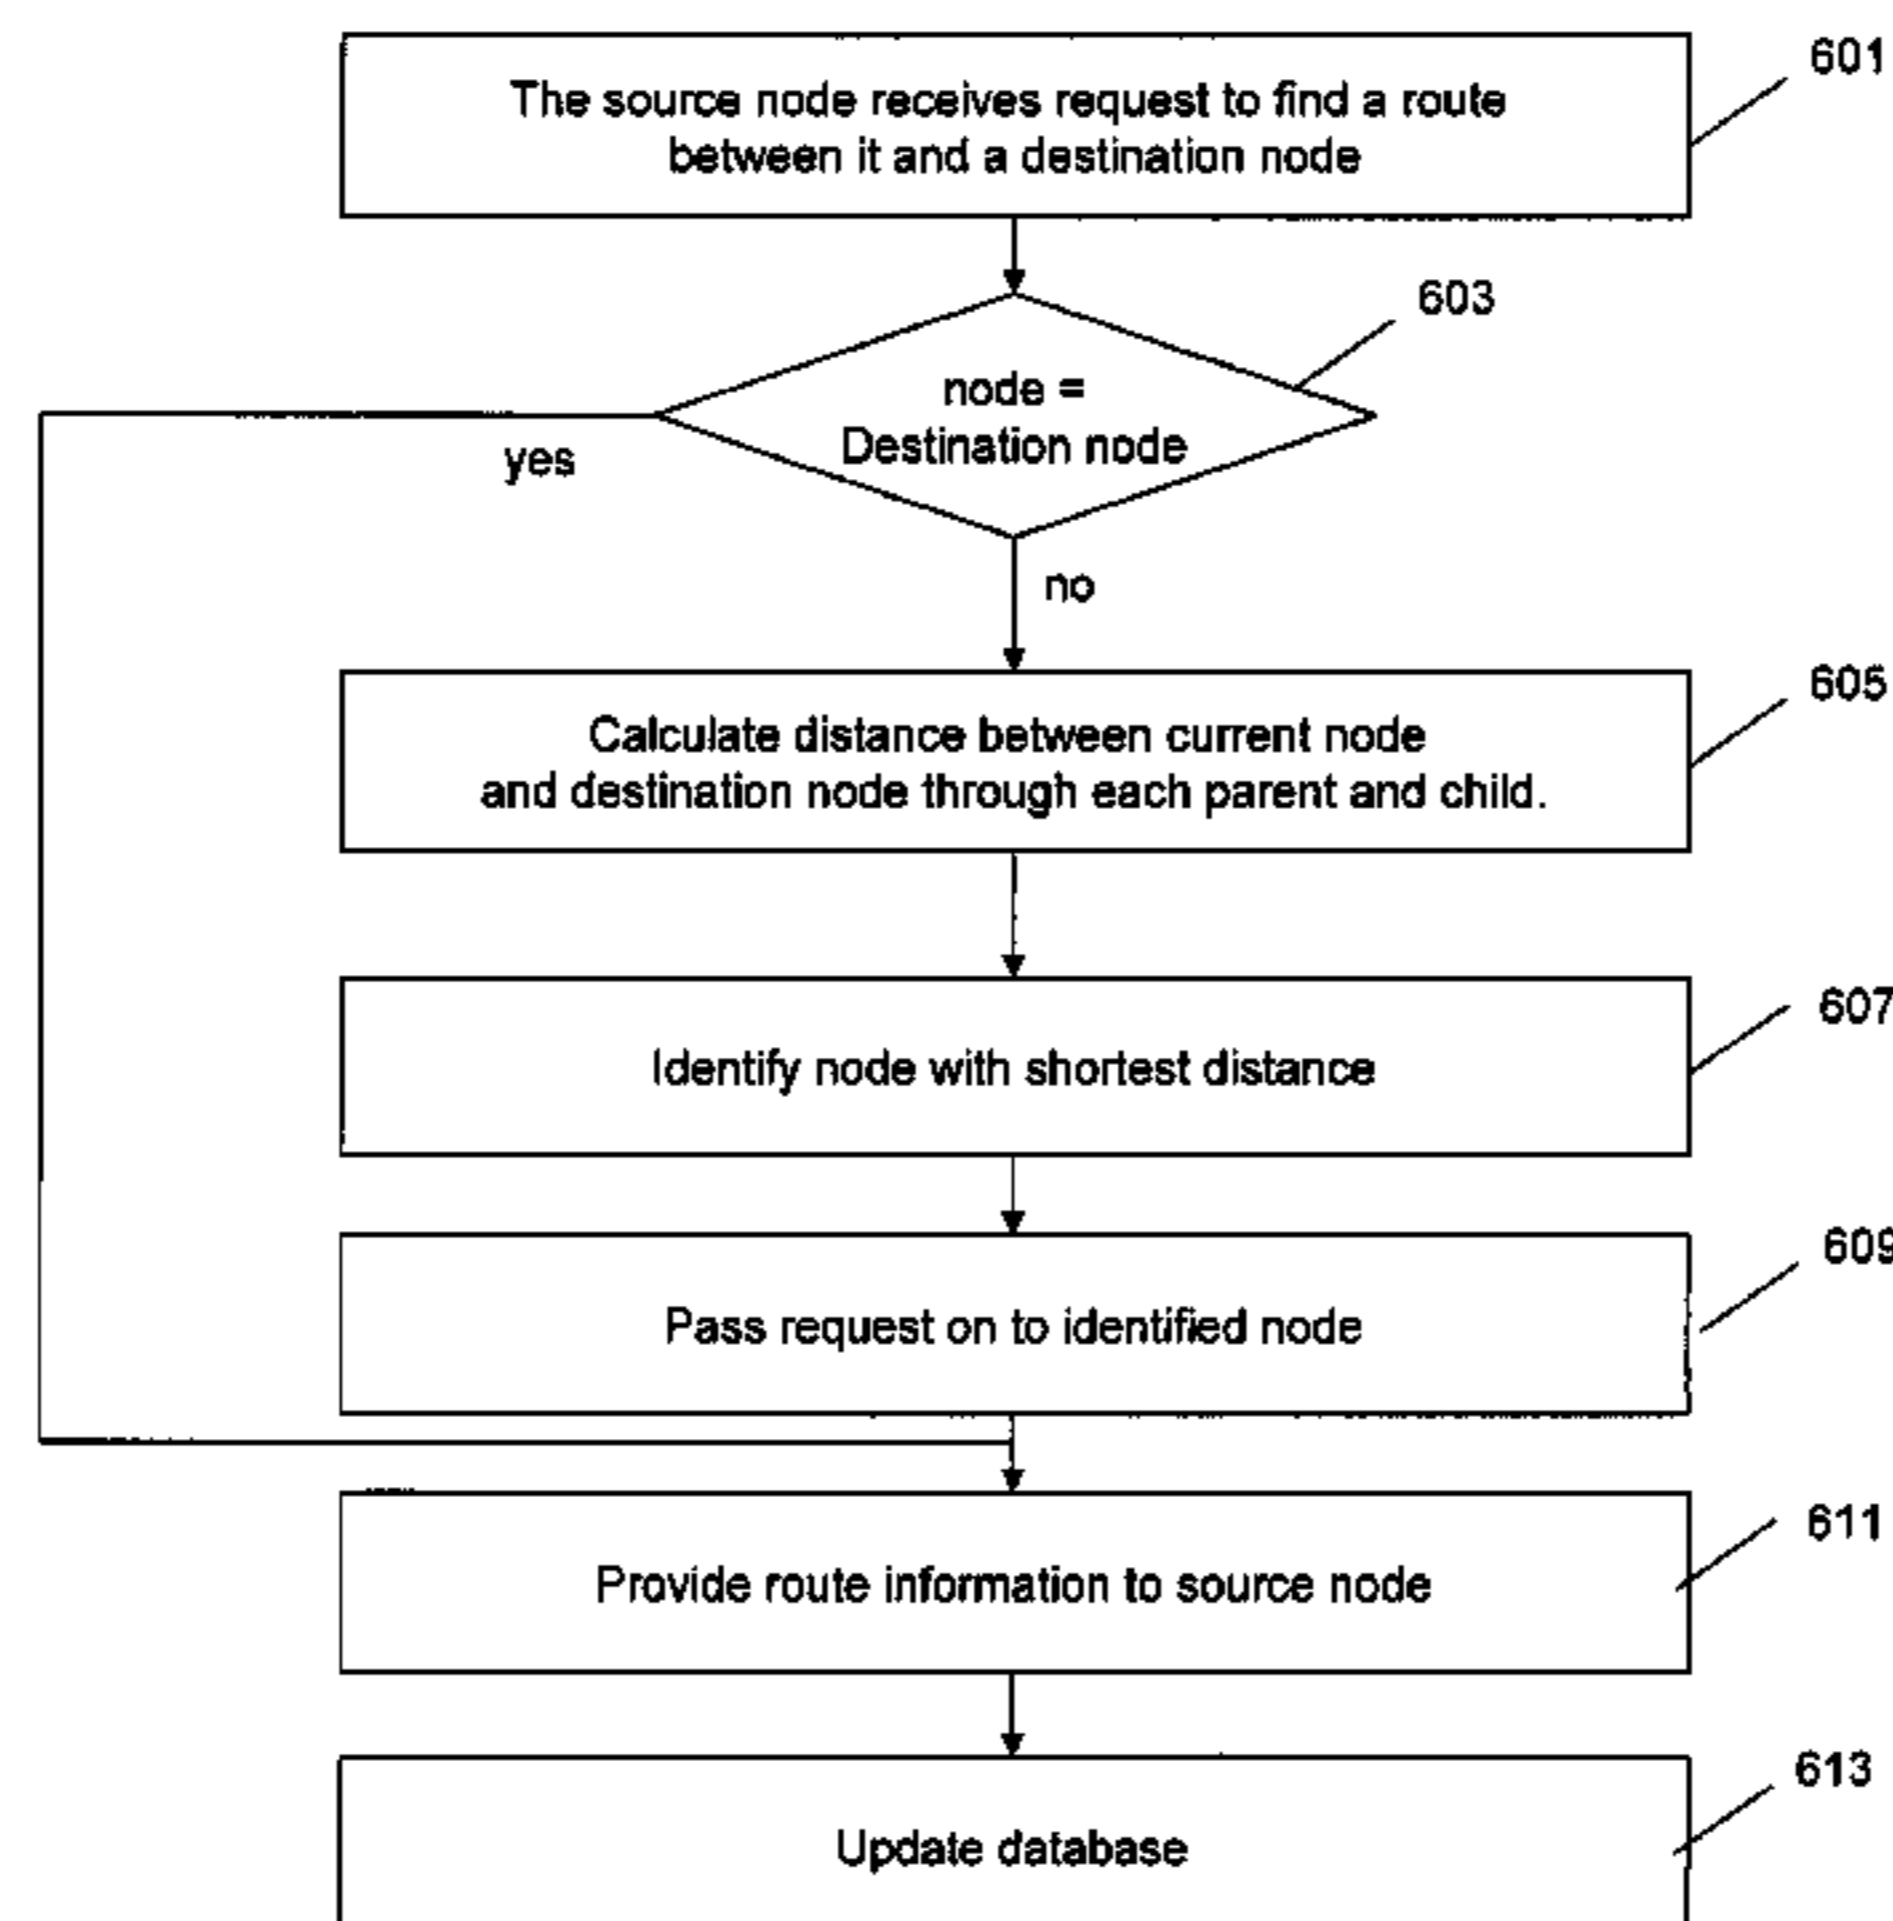 601
The source node receives request to find a route
between it and a destination node
603
node =
Destination node
yes
no
605
Calculate distance between current node
and destination node through each parent and child.
607
Identify node with shortest distance
609
Pass request on to identified node
611
Provide route information to source node
613
Update database